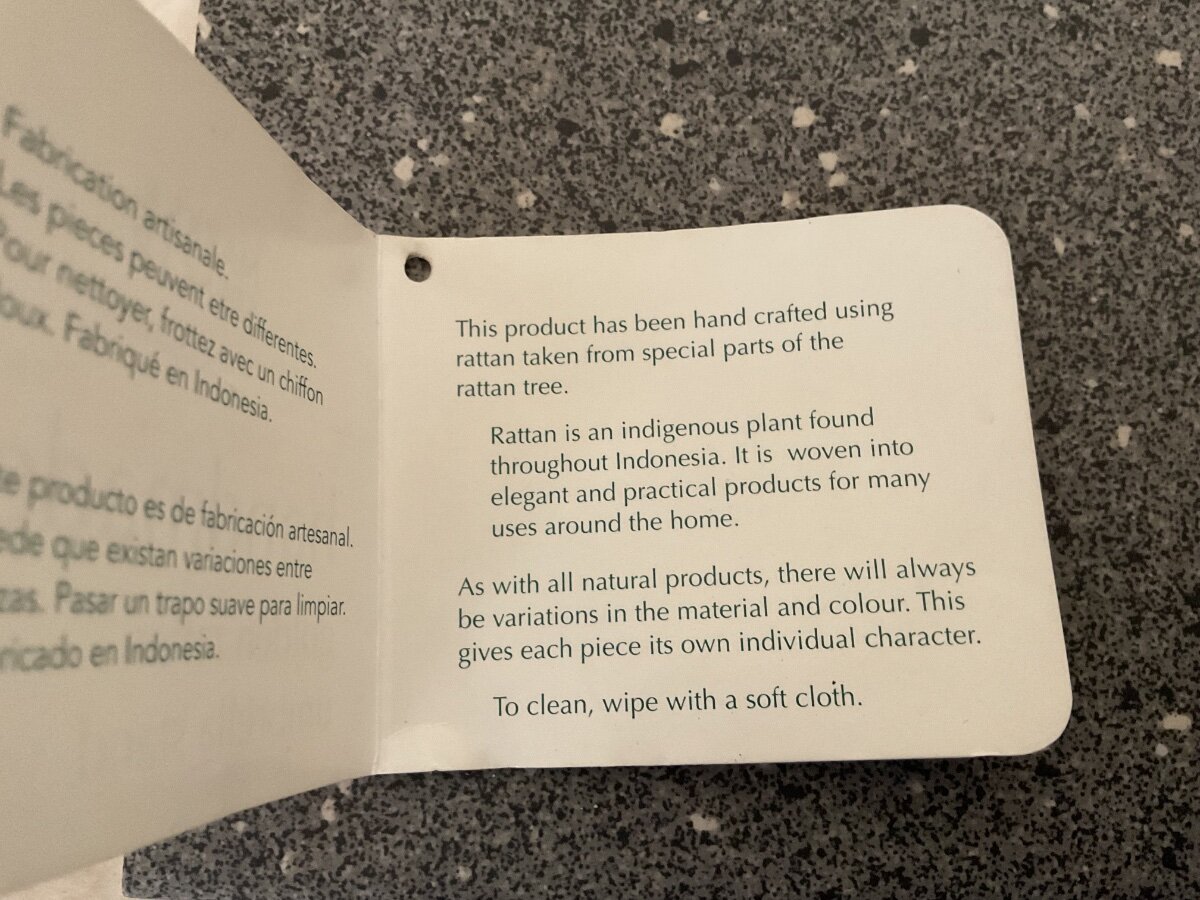 Fabrication artisanale.
Les pieces peuvent etre differentes.
Pour nettoyer, frottez avec un chiffon
doux. Fabriqué en Indonesia.
producto es de fabricación artesanal.
que existan variaciones entre
Pasar un trapo suave para limpiar.
en Indonesia.
This product has been hand crafted using
rattan taken from special parts of the
rattan tree.
Rattan is an indigenous plant found
throughout Indonesia. It is woven into
elegant and practical products for many
uses around the home.
As with all natural products, there will always
be variations in the material and colour. This
gives each piece its own individual character.
To clean, wipe with a soft cloth.